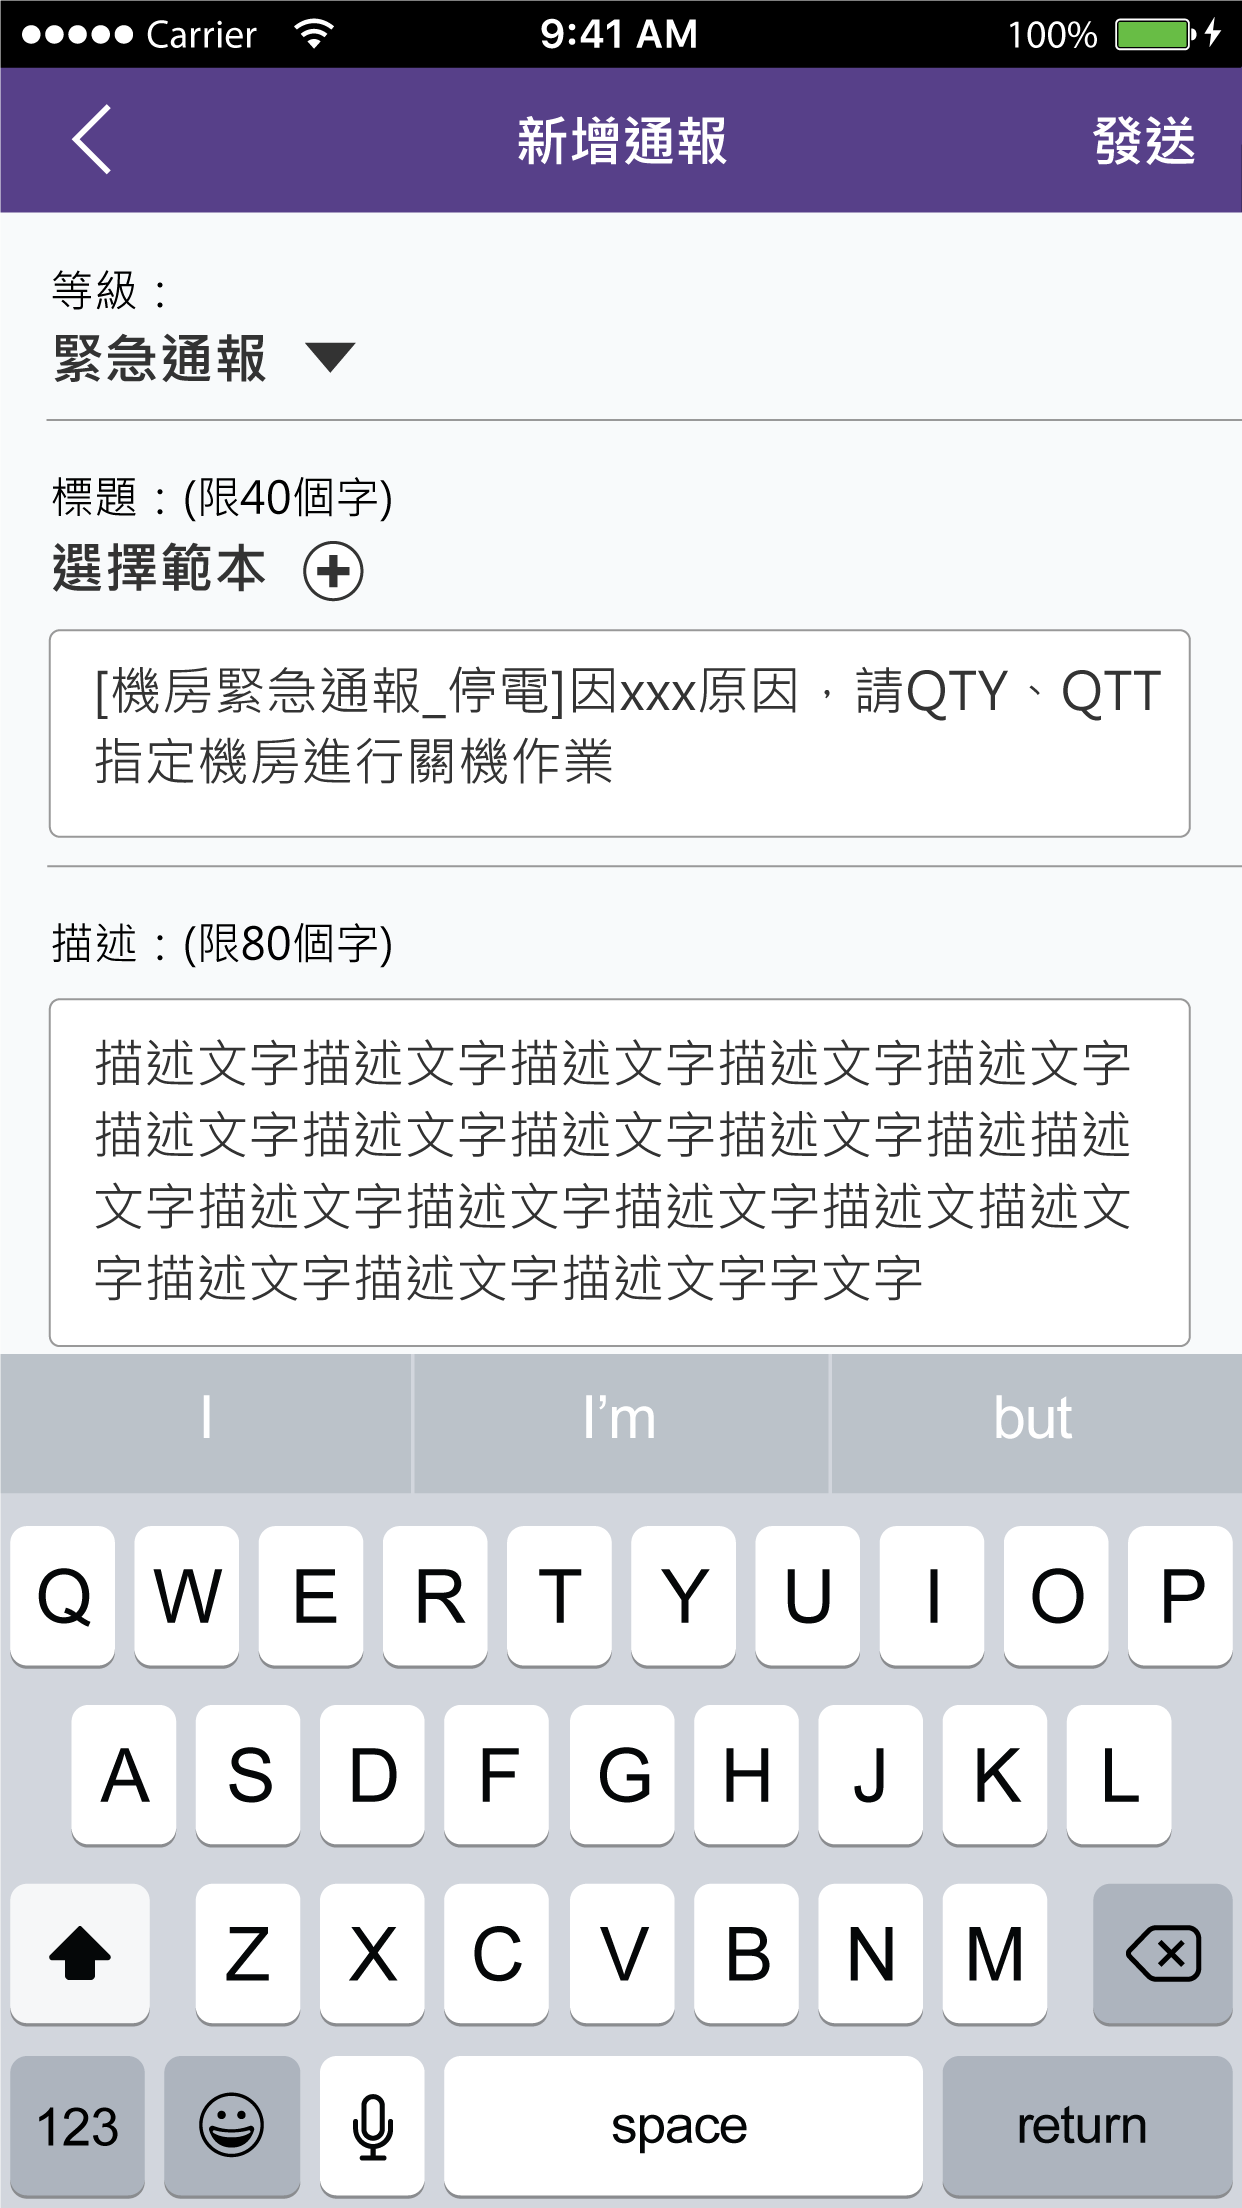 Carrier 9:41 AM 100%
新增通報 發送
等級：
緊急通報
標題：(限40個字)
選擇範本
[機房緊急通報_停電]因xxx原因，請QTY、QTT
指定機房進行關機作業
描述：(限80個字)
描述文字描述文字描述文字描述文字描述文字
描述文字描述文字描述文字描述文字描述描述
文字描述文字描述文字描述文字描述文描述文
字描述文字描述文字描述文字字文字
I I’m but
Q W E R T Y U I O P
A S D F G H J K L
Z X C V B N M
123 space return